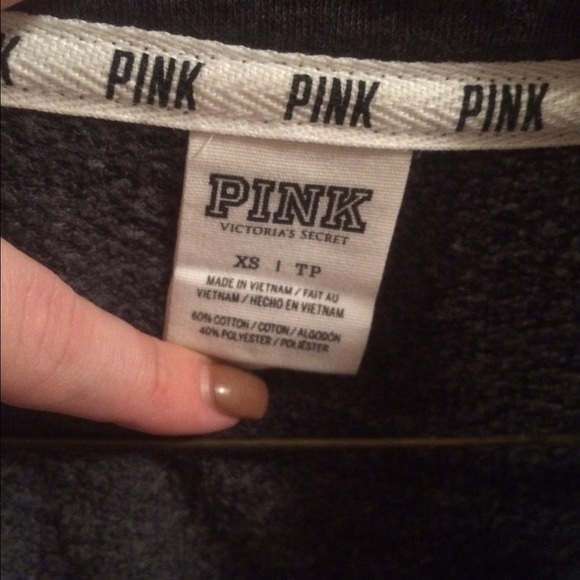 PINK PINK PINK
PINK
VICTORIA'S SECRET
XS | TP
MADE IN VIETNAM / FAIT AU
VIETNAM / HECHO EN VIETNAM
60% COTTON / COTON / ALGODÓN
40% POLYESTER / POLIÉSTER